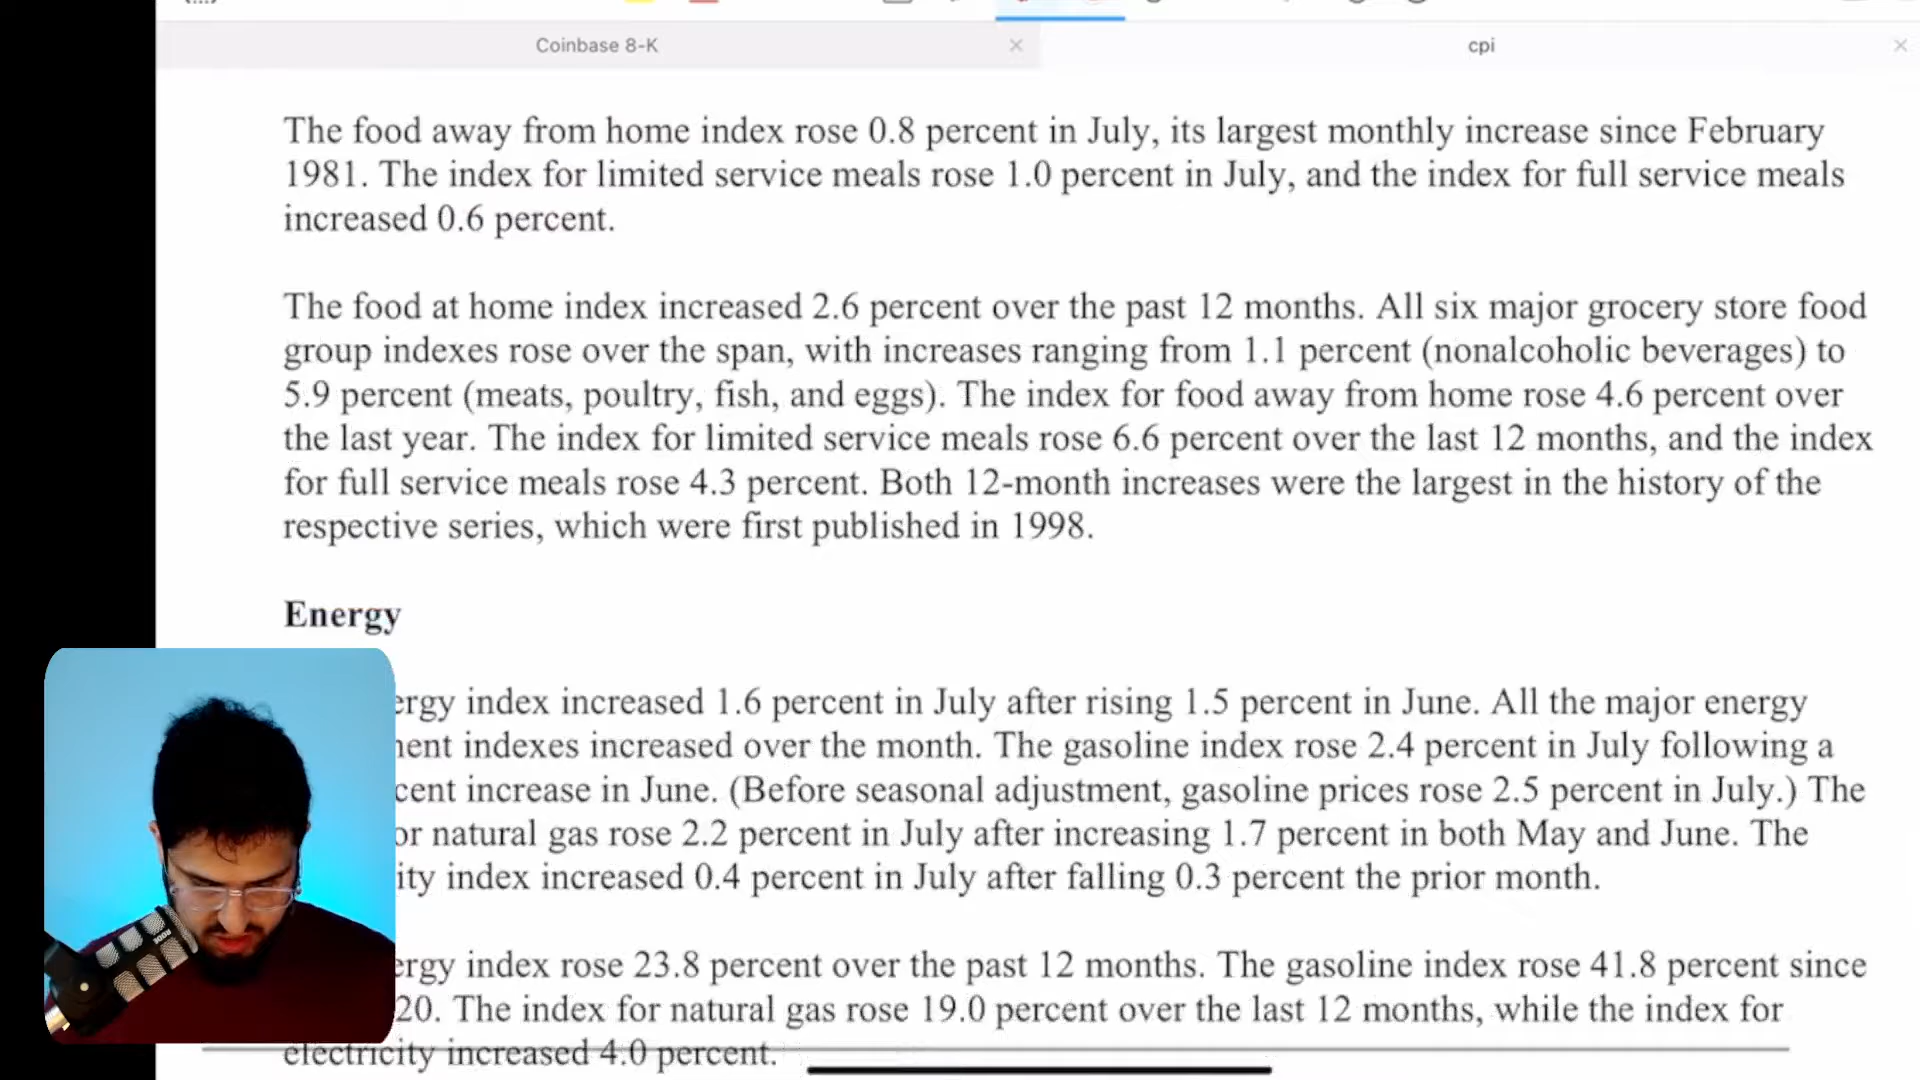 Coinbase 8-K
cpi
The food away from home index rose 0.8 percent in July, its largest monthly increase since February
1981. The index for limited service meals rose 1.0 percent in July, and the index for full service meals
increased 0.6 percent.
The food at home index increased 2.6 percent over the past 12 months. All six major grocery store food
group indexes rose over the span, with increases ranging from 1.1 percent (nonalcoholic beverages) to
5.9 percent (meats, poultry, fish, and eggs). The index for food away from home rose 4.6 percent over
the last year. The index for limited service meals rose 6.6 percent over the last 12 months, and the index
for full service meals rose 4.3 percent. Both 12-month increases were the largest in the history of the
respective series, which were first published in 1998.
Energy
ergy index increased 1.6 percent in July after rising 1.5 percent in June. All the major energy
ent indexes increased over the month. The gasoline index rose 2.4 percent in July following a
cent increase in June. (Before seasonal adjustment, gasoline prices rose 2.5 percent in July.) The
or natural gas rose 2.2 percent in July after increasing 1.7 percent in both May and June. The
ity index increased 0.4 percent in July after falling 0.3 percent the prior month.
ergy index rose 23.8 percent over the past 12 months. The gasoline index rose 41.8 percent since
20. The index for natural gas rose 19.0 percent over the last 12 months, while the index for
electricity increased 4.0 percent.
RODE